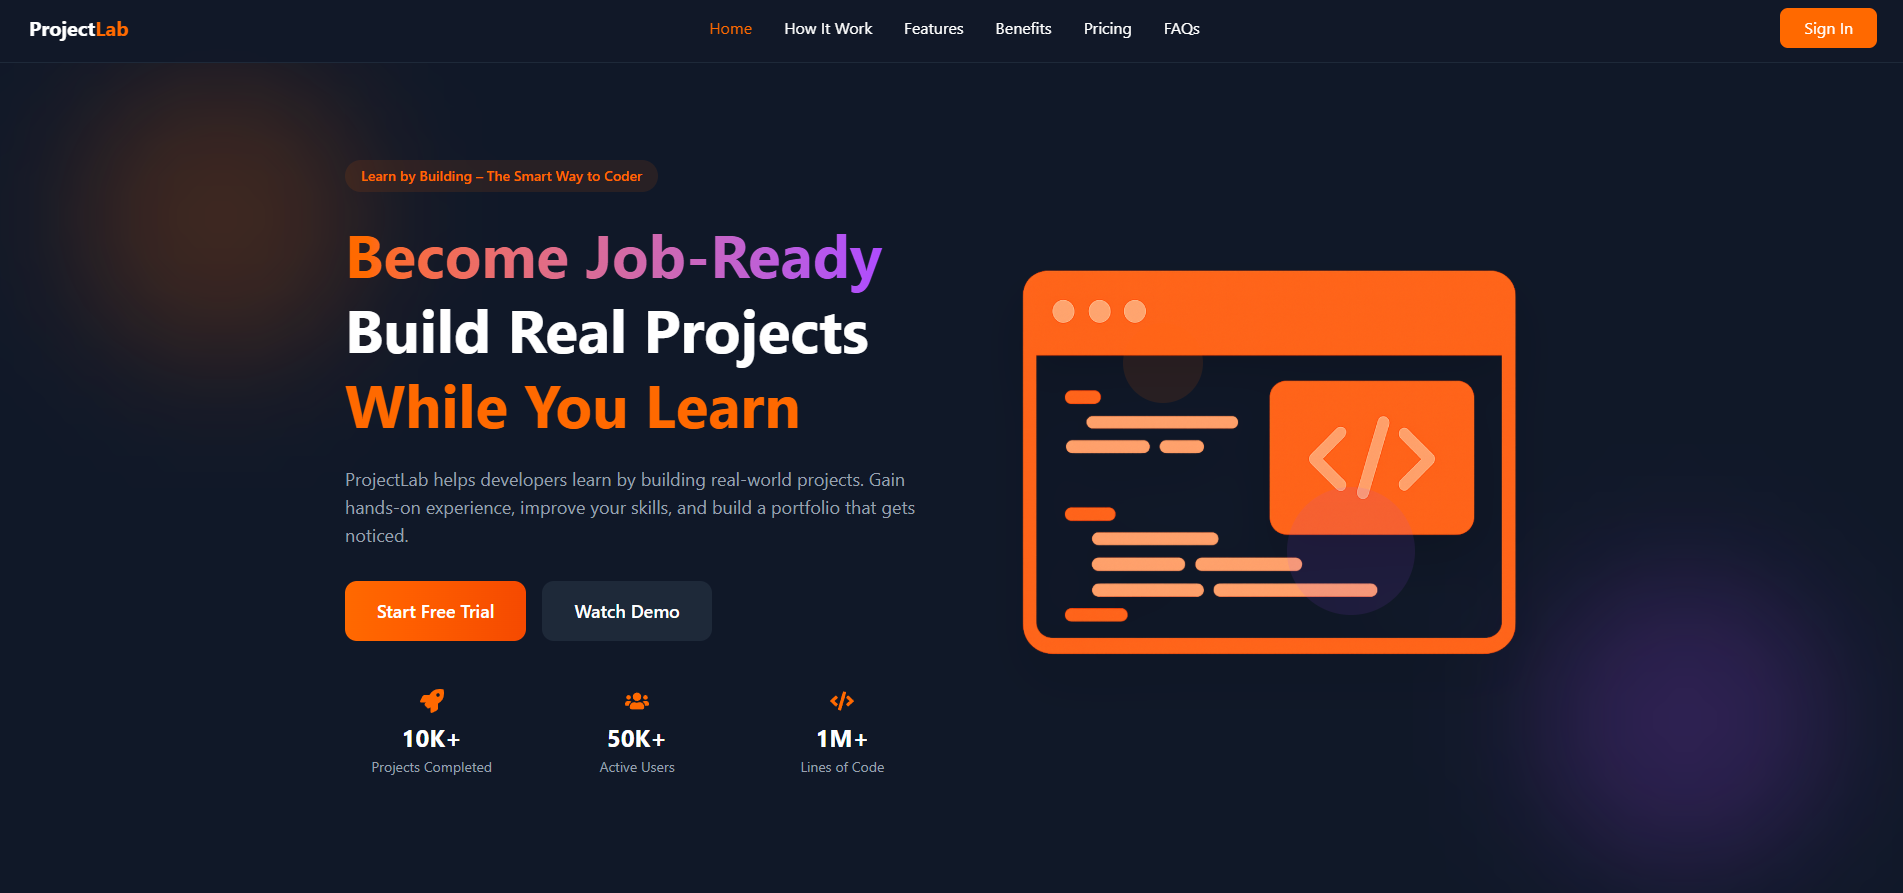 ProjectLab
Home
How It Work
Features
Benefits
Pricing
FAQs
Sign In
Learn by Building – The Smart Way to Coder
Become Job-Ready
Build Real Projects
While You Learn
ProjectLab helps developers learn by building real-world projects. Gain
hands-on experience, improve your skills, and build a portfolio that gets
noticed.
Start Free Trial
Watch Demo
10K+
Projects Completed
50K+
Active Users
1M+
Lines of Code